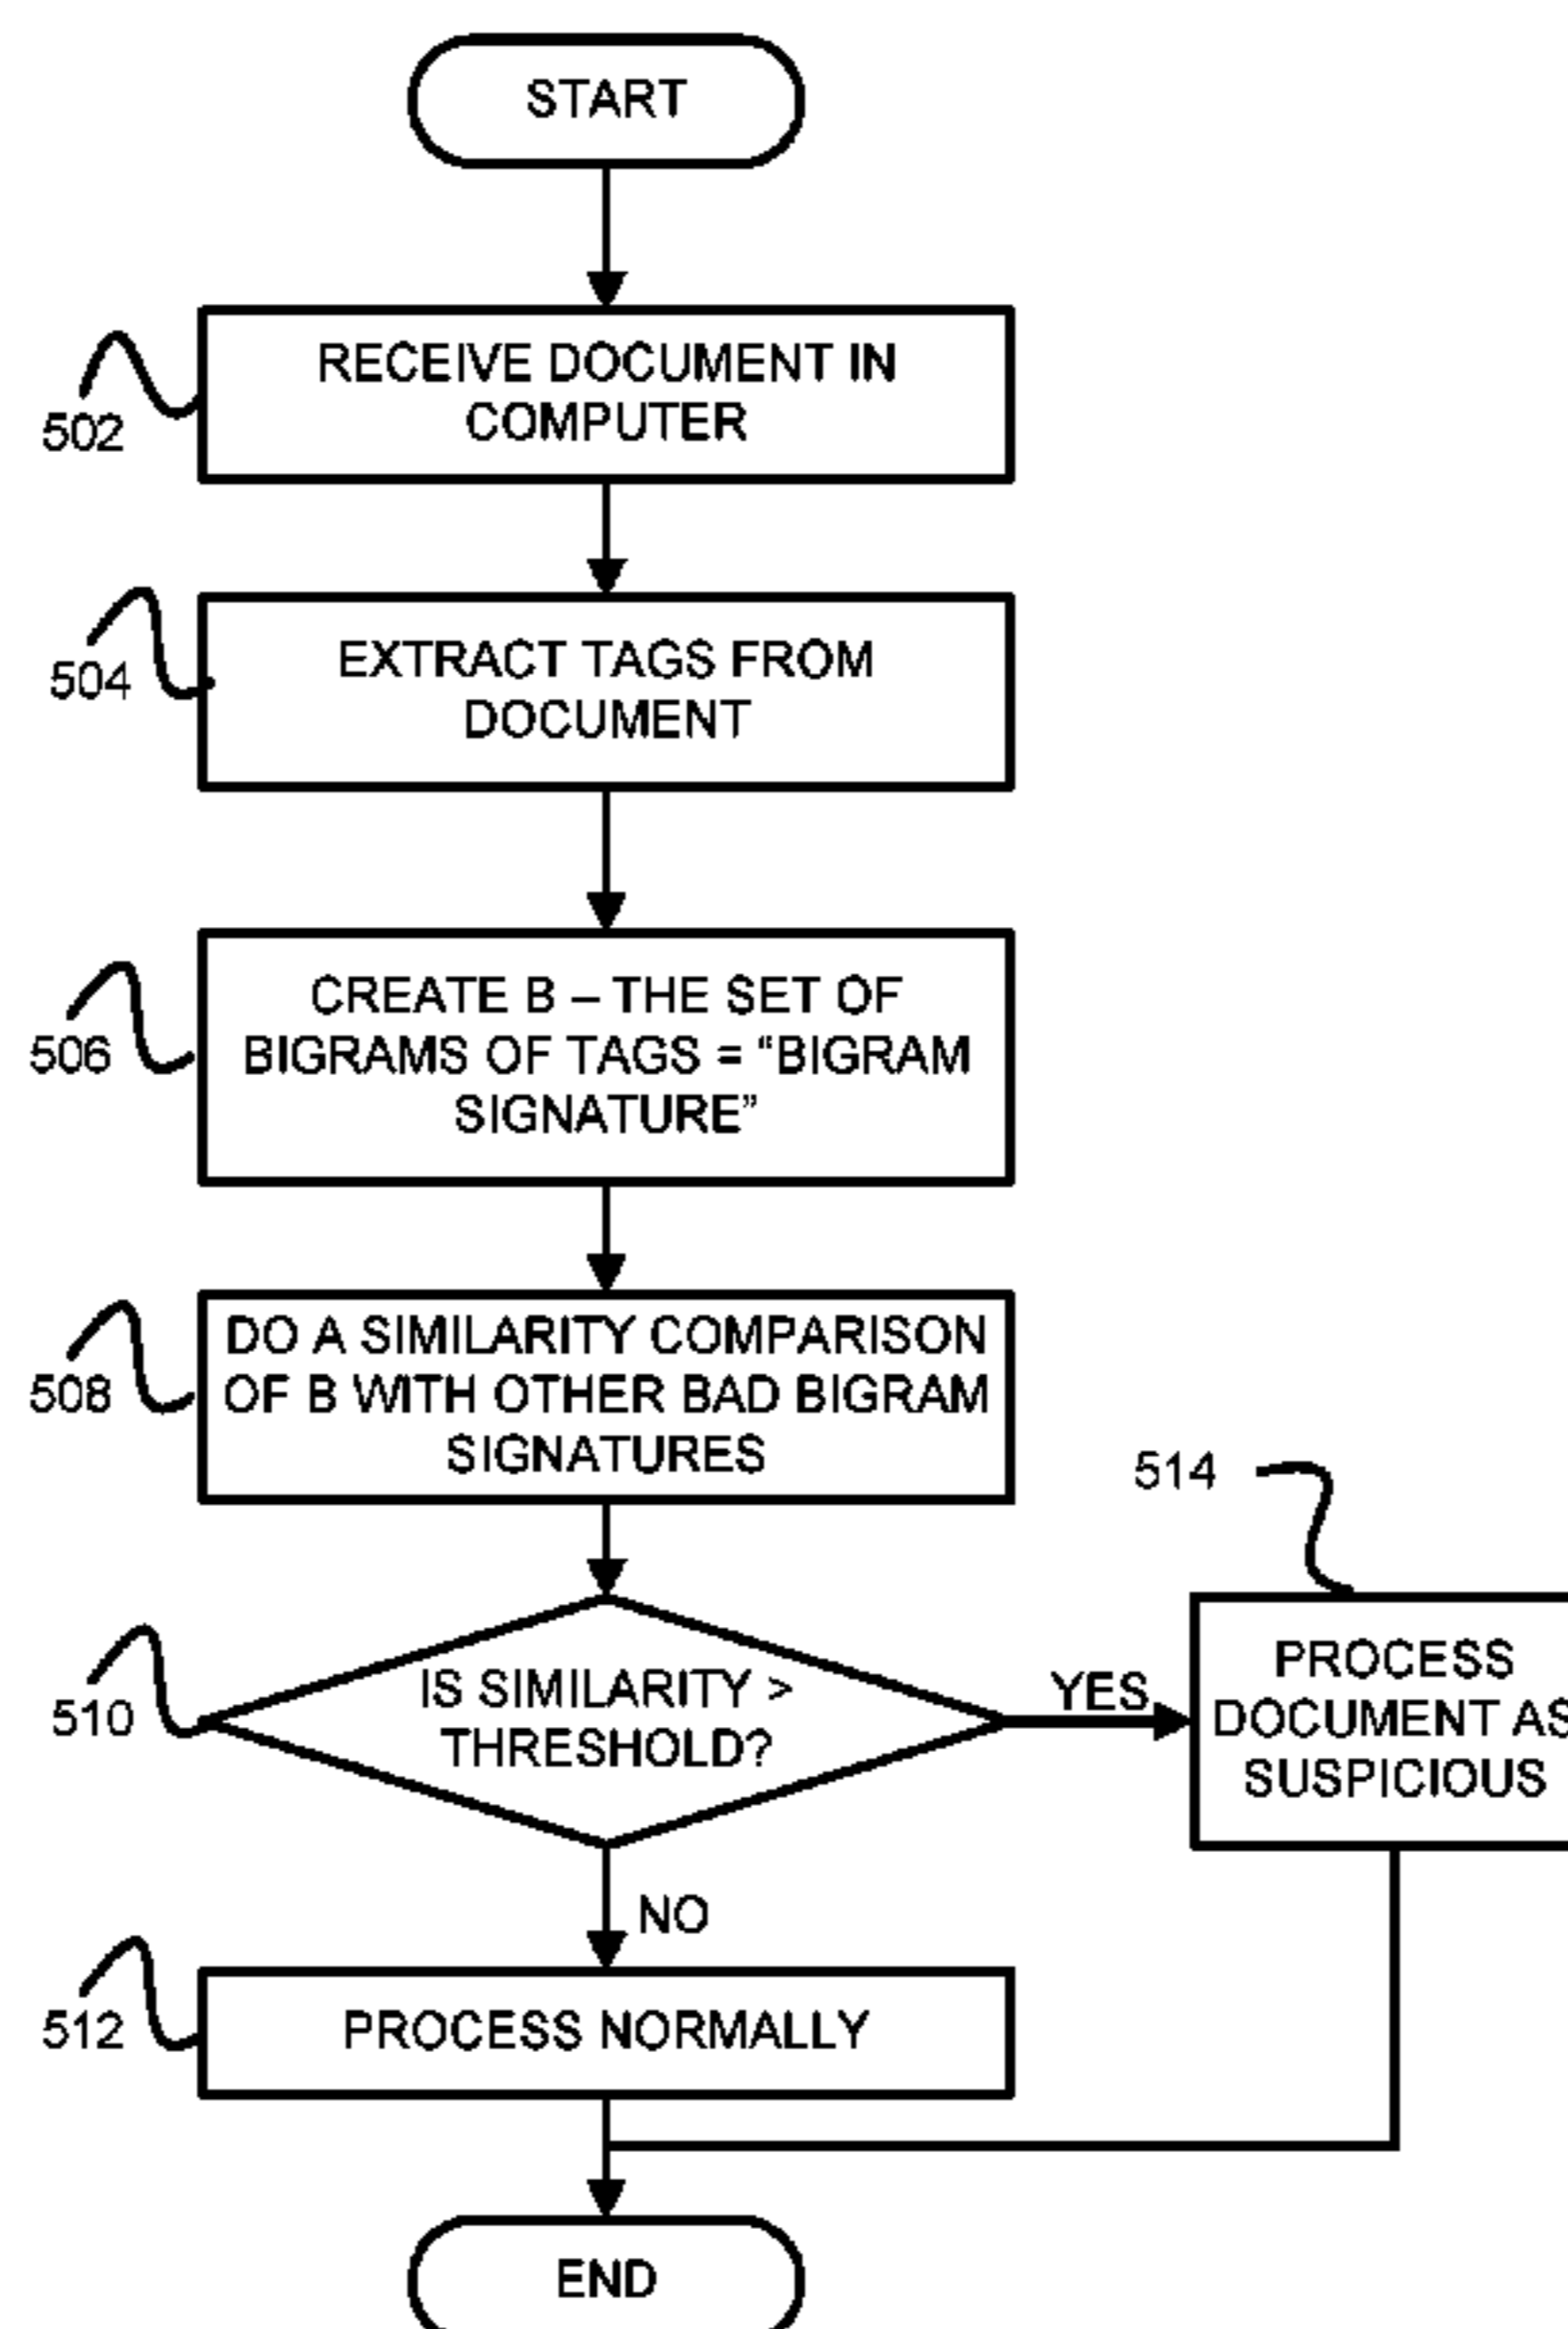 START
RECEIVE DOCUMENT IN
COMPUTER
502
EXTRACT TAGS FROM
DOCUMENT
504
CREATE B – THE SET OF
BIGRAMS OF TAGS = “BIGRAM
SIGNATURE”
506
DO A SIMILARITY COMPARISON
OF B WITH OTHER BAD BIGRAM
SIGNATURES
508
514
IS SIMILARITY >
THRESHOLD?
510
YES
PROCESS
DOCUMENT AS
SUSPICIOUS
NO
PROCESS NORMALLY
512
END